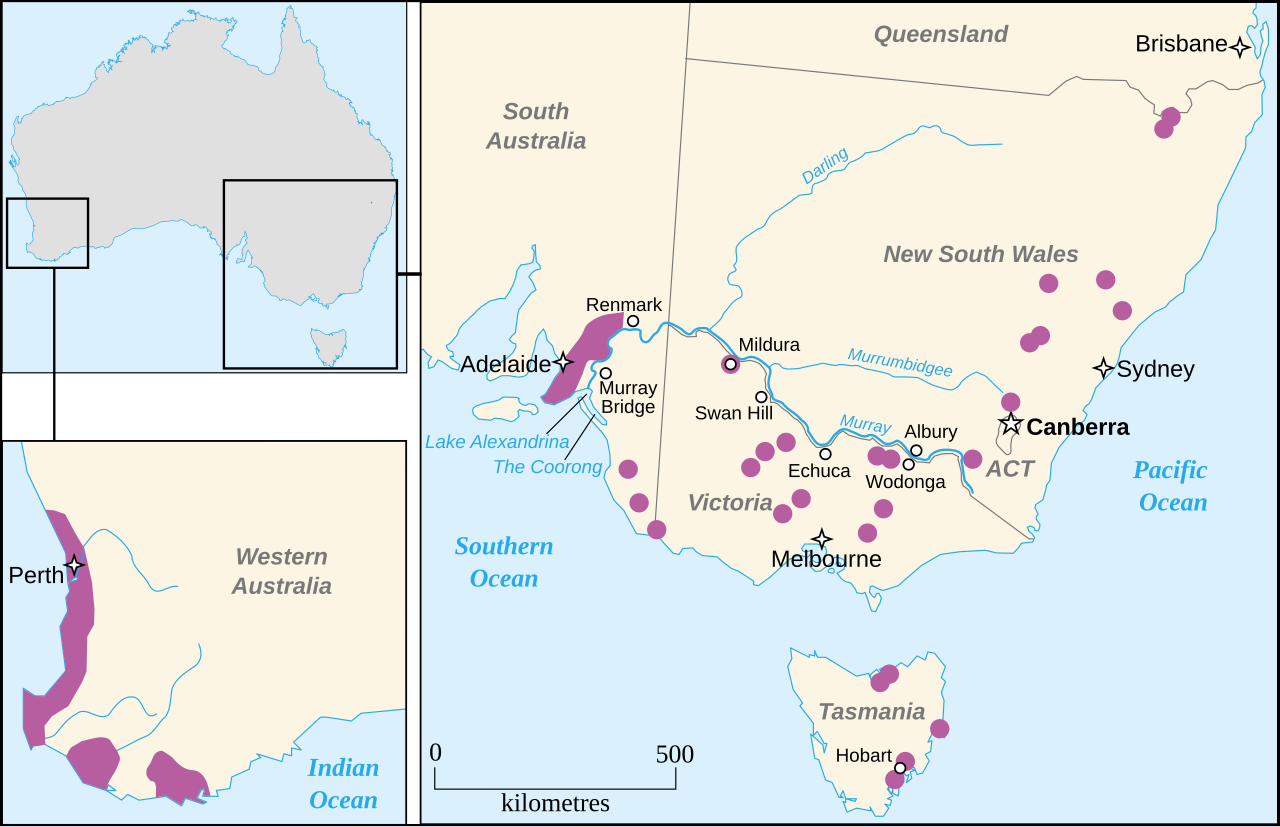 Queensland
Brisbane
South
Australia
Darling
New South Wales
Renmark
Adelaide
Mildura
Murrumbidgee
Sydney
Murray
Bridge
Swan Hill
Murray
Albury
Canberra
Lake Alexandrina
The Coorong
Echuca
Wodonga
ACT
Pacific
Ocean
Victoria
Southern
Ocean
Melbourne
Western
Australia
Perth
Tasmania
Hobart
Indian
Ocean
0
500
kilometres